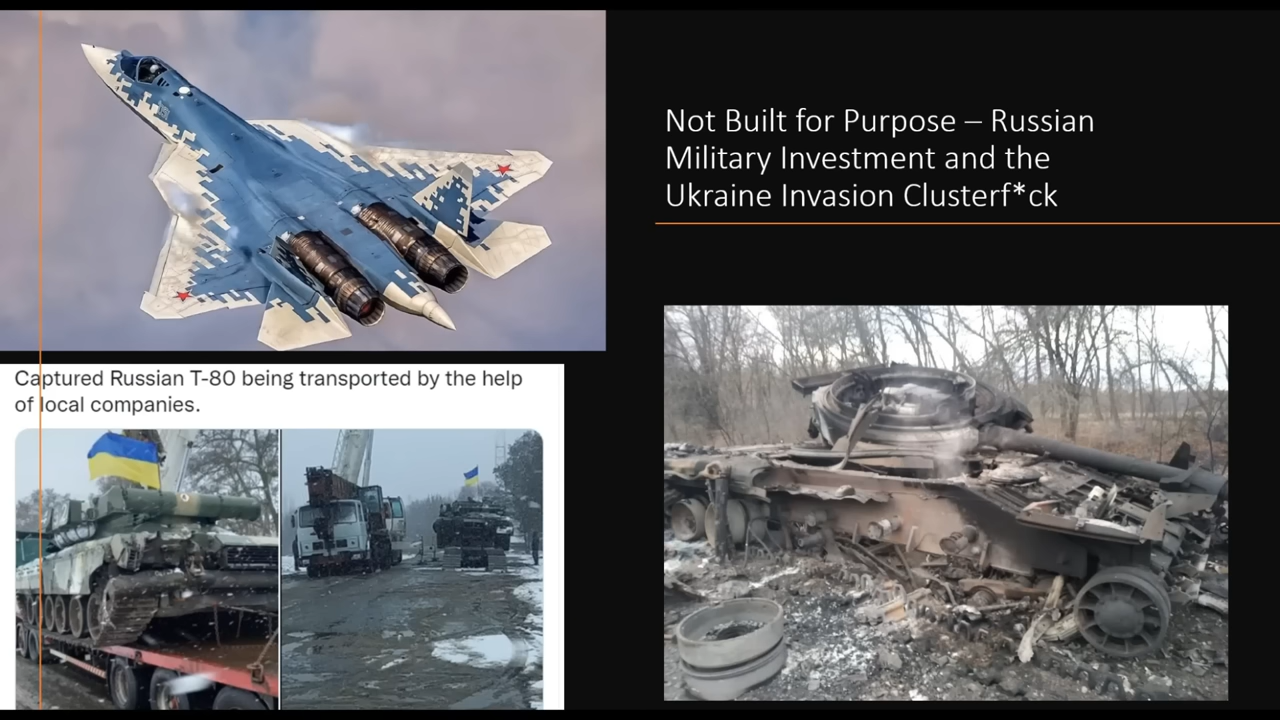 Not Built for Purpose – Russian
Military Investment and the
Ukraine Invasion Clusterf*ck
Captured Russian T-80 being transported by the help
of local companies.